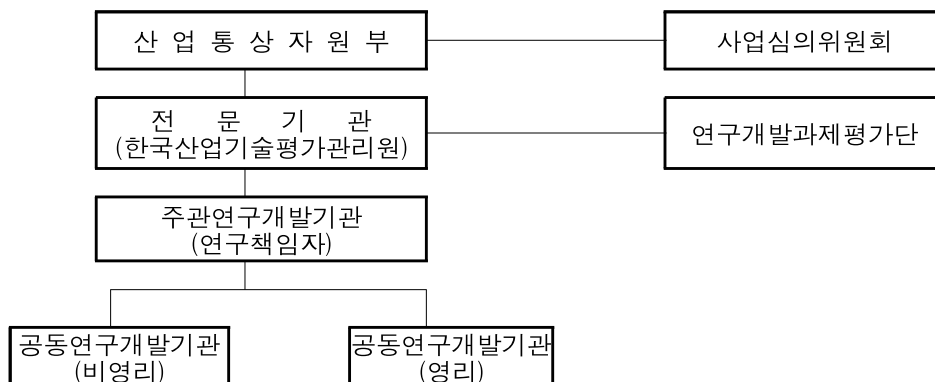 산 업 통 상 자 원 부
사업심의위원회
전 문 기 관
(한국산업기술평가관리원)
연구개발과제평가단
주관연구개발기관
(연구책임자)
공동연구개발기관
(비영리)
공동연구개발기관
(영리)